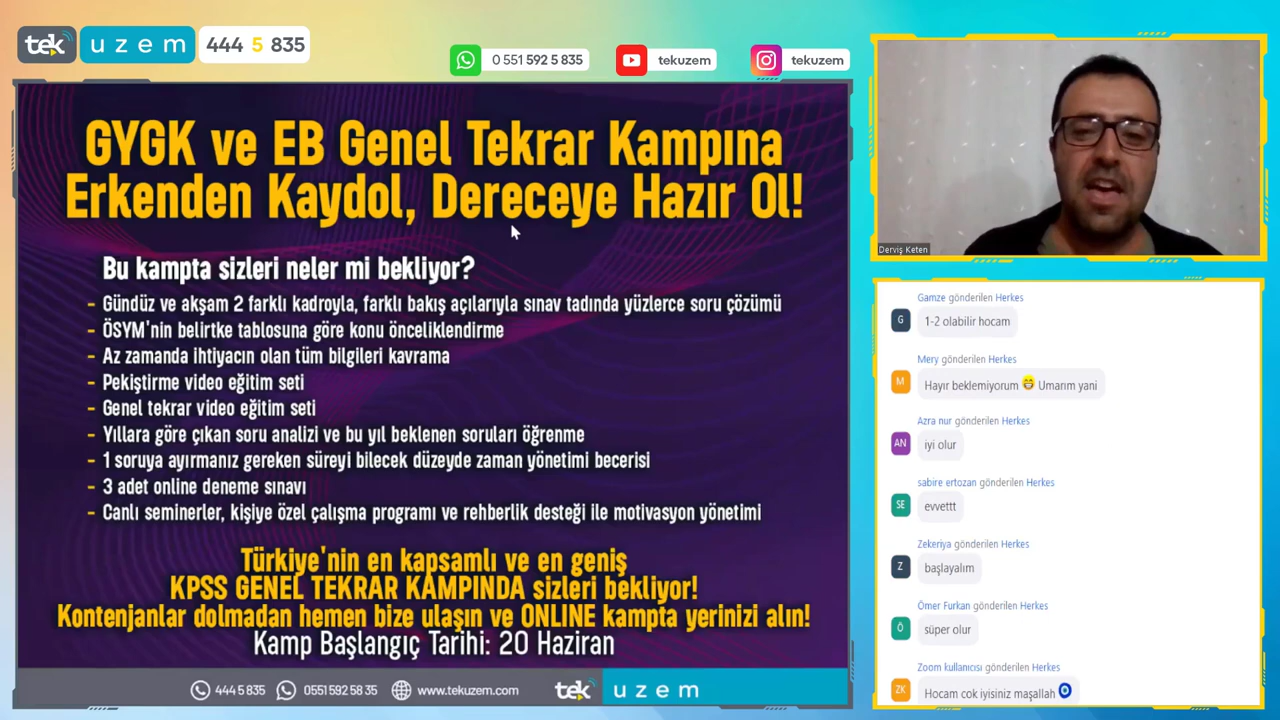 tek uzem 444 5 835
0 551 592 5 835
tekuzem
tekuzem
GYGK ve EB Genel Tekrar Kampına
Erkenden Kaydol, Dereceye Hazır Ol!
Bu kampta sizleri neler mi bekliyor?
- Gündüz ve akşam 2 farklı kadroyla, farklı bakış açılarıyla sınav tadında yüzlerce soru çözümü
- ÖSYM'nin belirtke tablosuna göre konu önceliklendirme
- Az zamanda ihtiyacın olan tüm bilgileri kavrama
- Pekiştirme video eğitim seti
- Genel tekrar video eğitim seti
- Yıllara göre çıkan soru analizi ve bu yıl beklenen soruları öğrenme
- 1 soruya ayırmanız gereken süreyi bilecek düzeyde zaman yönetimi becerisi
- 3 adet online deneme sınavı
- Canlı seminerler, kişiye özel çalışma programı ve rehberlik desteği ile motivasyon yönetimi
Türkiye'nin en kapsamlı ve en geniş
KPSS GENEL TEKRAR KAMPINDA sizleri bekliyor!
Kontenjanlar dolmadan hemen bize ulaşın ve ONLINE kampta yerinizi alın!
Kamp Başlangıç Tarihi: 20 Haziran
444 5 835 0551 592 58 35 www.tekuzem.com tek uzem
Derviş Keten
Gamze gönderilen Herkes
G 1-2 olabilir hocam
Mery gönderilen Herkes
M Hayır beklemiyorum 😁 Umarım yani
Azra nur gönderilen Herkes
AN iyi olur
sabire ertozan gönderilen Herkes
SE evvettt
Zekeriya gönderilen Herkes
Z başlayalım
Ömer Furkan gönderilen Herkes
Ö süper olur
Zoom kullanıcısı gönderilen Herkes
ZK Hocam cok iyisiniz maşallah 🧿